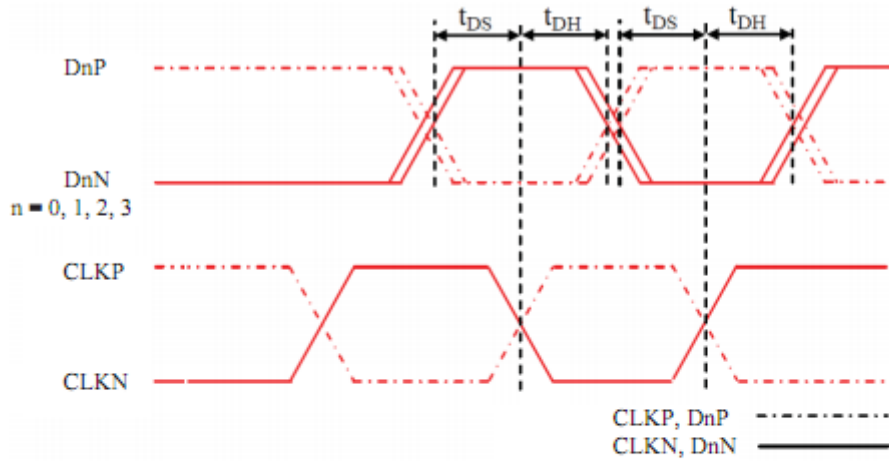 tDS tDH tDS tDH
DnP
DnN
n = 0, 1, 2, 3
CLKP
CLKN
CLKP, DnP
CLKN, DnN